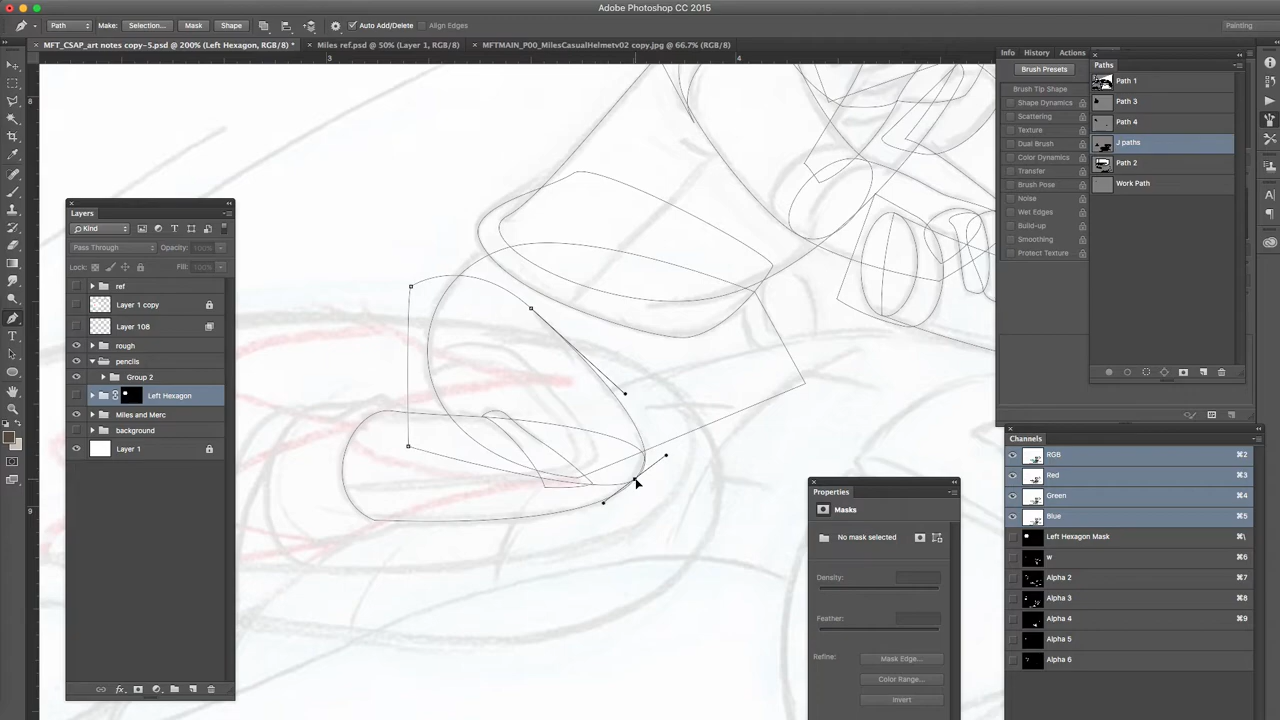 Adobe Photoshop CC 2015
Path Make: Selection... Mask Shape Auto Add/Delete Align Edges Painting
MFT_CSAP_art notes copy-5.psd @ 200% (Left Hexagon, RGB/8) * Miles ref.psd @ 50% (Layer 1, RGB/8) MFTMAIN_P00_MilesCasualHelmetv02 copy.jpg @ 66.7% (RGB/8)
3 4
8
9
Info History Actions
Brush Presets
Brush Tip Shape
Shape Dynamics
Scattering
Texture
Dual Brush
Color Dynamics
Transfer
Brush Pose
Noise
Wet Edges
Build-up
Smoothing
Protect Texture
Paths
Path 1
Path 3
Path 4
J paths
Path 2
Work Path
Layers
Kind
Pass Through Opacity: 100%
Lock: Fill: 100%
ref
Layer 1 copy
Layer 108
rough
pencils
Group 2
Left Hexagon
Miles and Merc
background
Layer 1
fx
Properties
Masks
No mask selected
Density:
Feather:
Refine: Mask Edge...
Color Range...
Invert
Channels
RGB ⌘2
Red ⌘3
Green ⌘4
Blue ⌘5
Left Hexagon Mask ⌘\
w ⌘6
Alpha 2 ⌘7
Alpha 3 ⌘8
Alpha 4 ⌘9
Alpha 5
Alpha 6